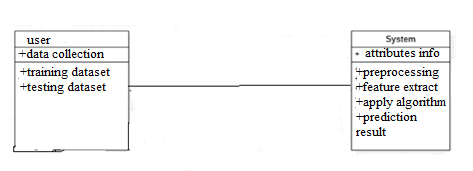 user
+data collection
+training dataset
+testing dataset
System
+ attributes info
+preprocessing
+feature extract
+apply algorithm
+prediction
result